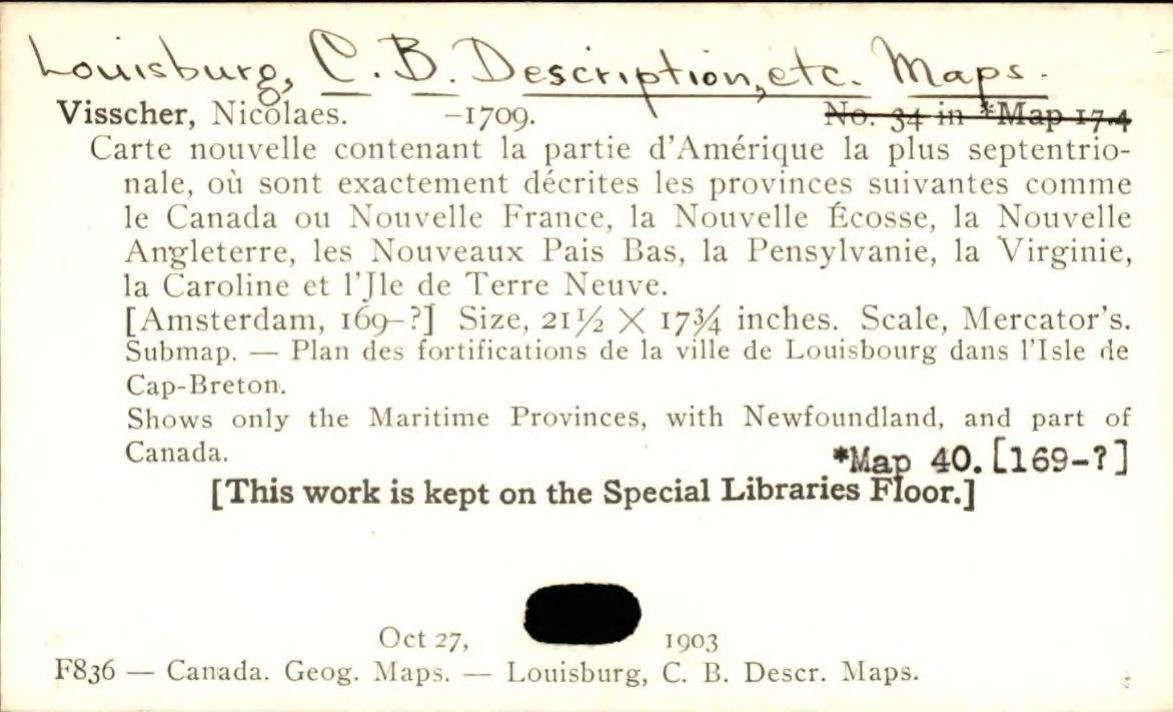 Louisburg, C. B. Description, etc. Maps.
Visscher, Nicolaes. -1709. No. 34 in *Map 17.4
Carte nouvelle contenant la partie d'Amérique la plus septentrio-
nale, où sont exactement décrites les provinces suivantes comme
le Canada ou Nouvelle France, la Nouvelle Écosse, la Nouvelle
Angleterre, les Nouveaux Pais Bas, la Pensylvanie, la Virginie,
la Caroline et l'Jle de Terre Neuve.
[Amsterdam, 169-?] Size, 21½ X 17¾ inches. Scale, Mercator's.
Submap. — Plan des fortifications de la ville de Louisbourg dans l'Isle de
Cap-Breton.
Shows only the Maritime Provinces, with Newfoundland, and part of
Canada. *Map 40.[169-?]
[This work is kept on the Special Libraries Floor.]
Oct 27, 1903
F836 — Canada. Geog. Maps. — Louisburg, C. B. Descr. Maps.